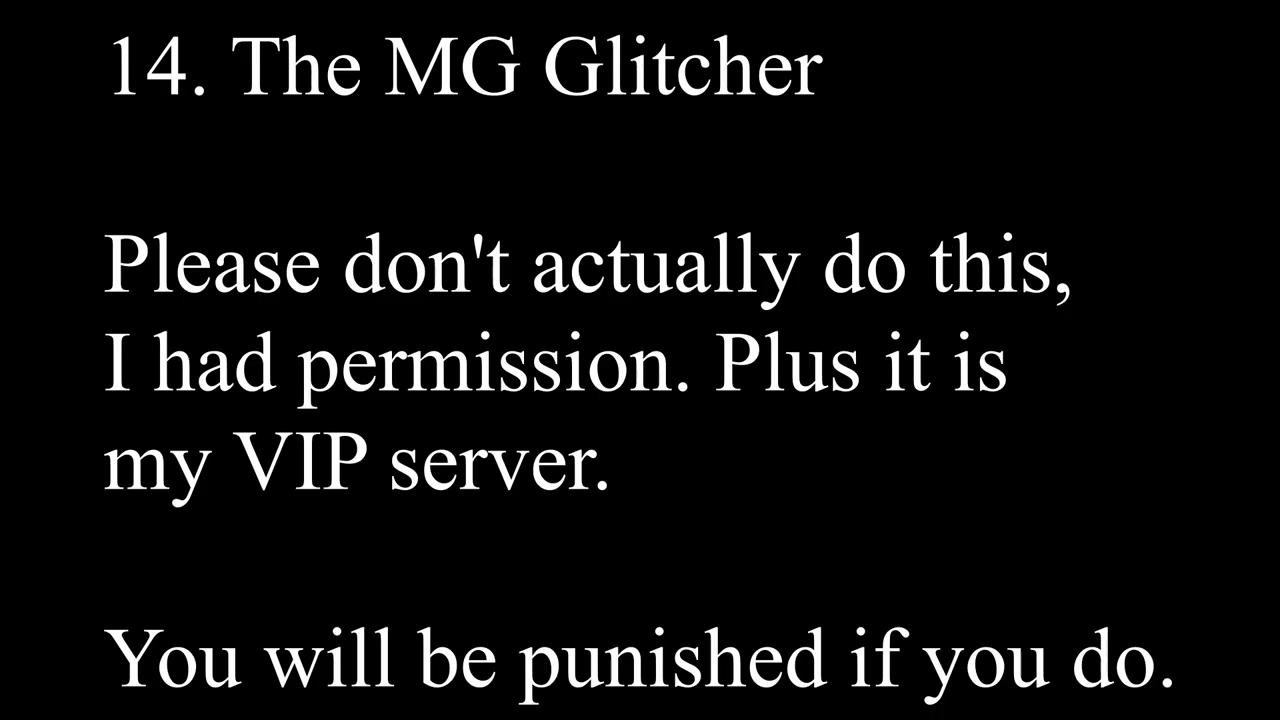 14. The MG Glitcher
Please don't actually do this,
I had permission. Plus it is
my VIP server.
You will be punished if you do.